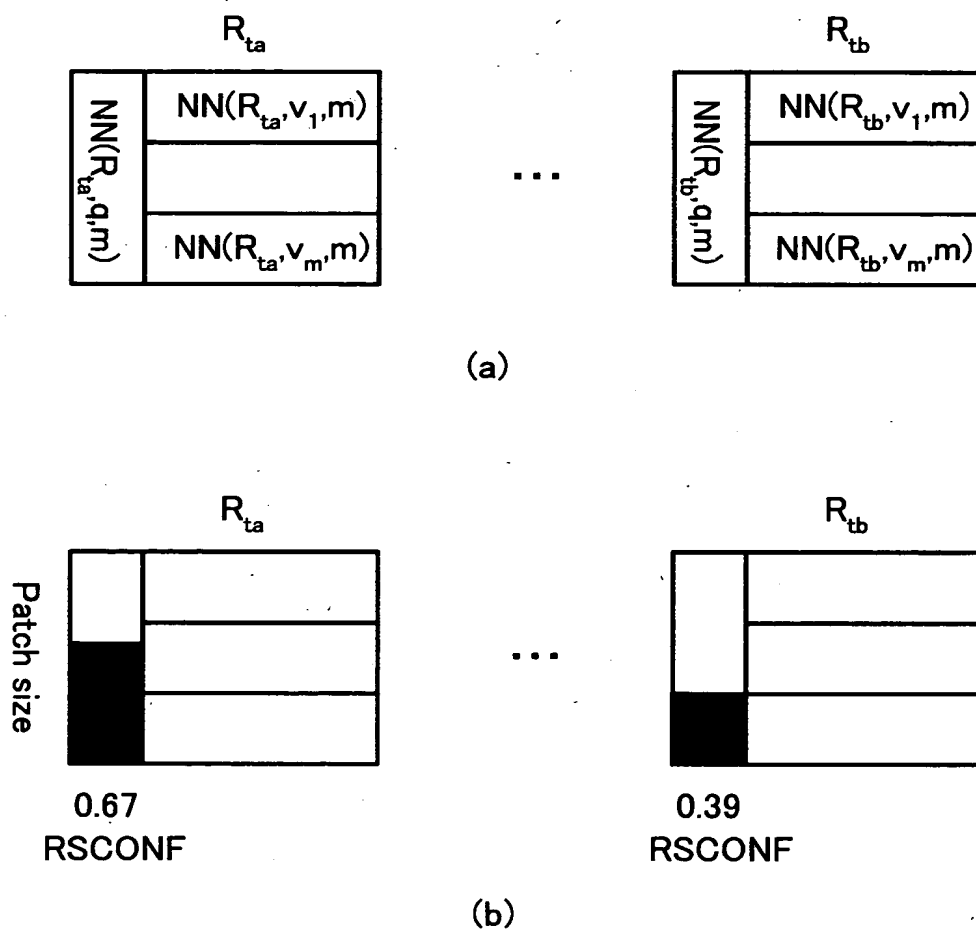 R_ta
R_tb
NN(R_ta,q,m)
NN(R_ta,v_1,m)
NN(R_ta,v_m,m)
...
NN(R_tb,q,m)
NN(R_tb,v_1,m)
NN(R_tb,v_m,m)
(a)
R_ta
R_tb
Patch size
...
0.67
RSCONF
0.39
RSCONF
(b)